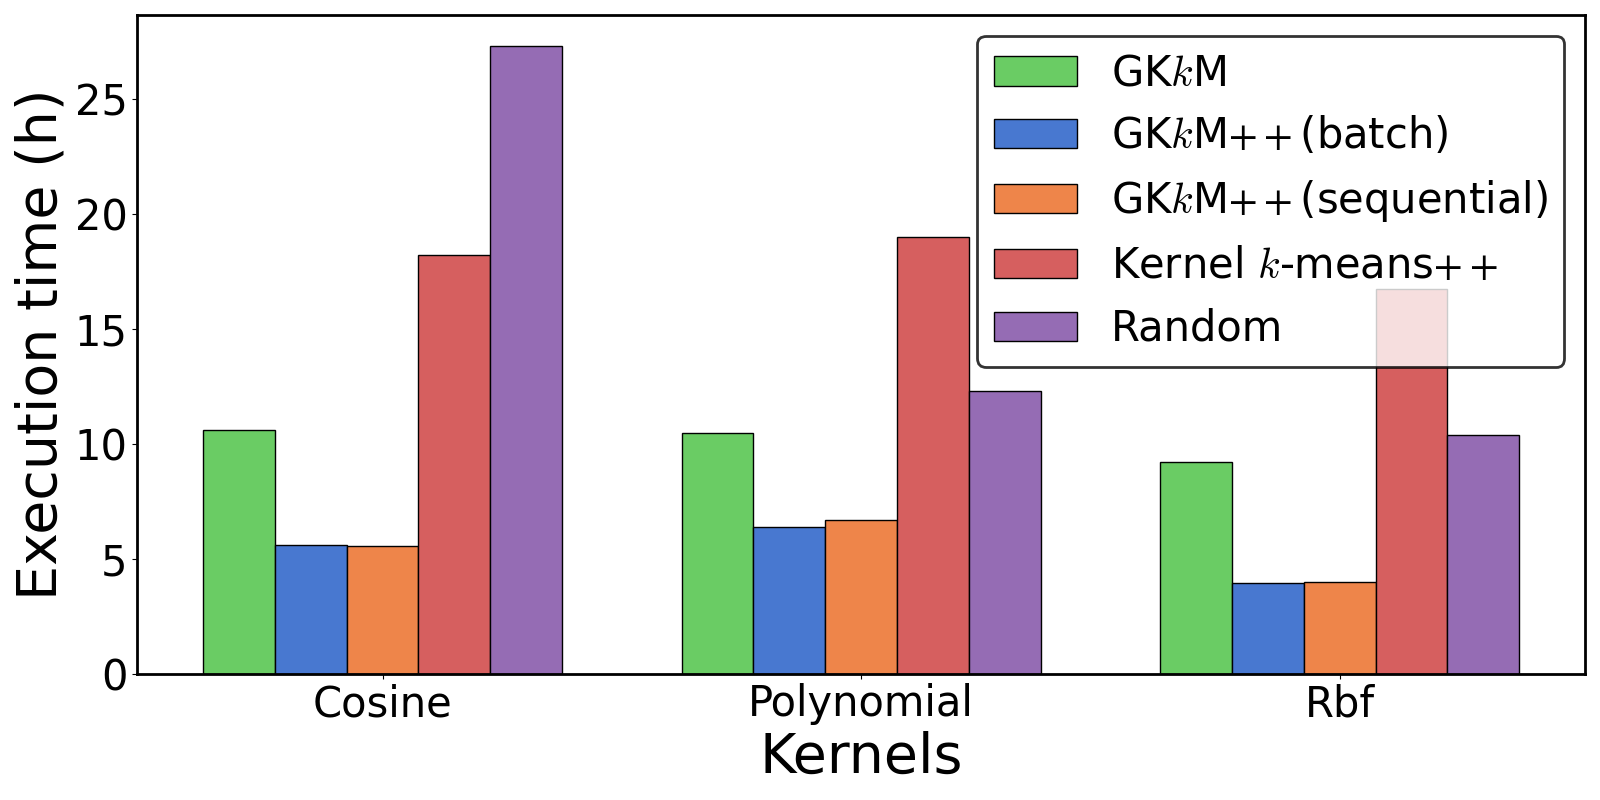 Execution time (h)
25
20
15
10
5
0
GKkM
GKkM++(batch)
GKkM++(sequential)
Kernel k-means++
Random
Cosine
Polynomial
Rbf
Kernels